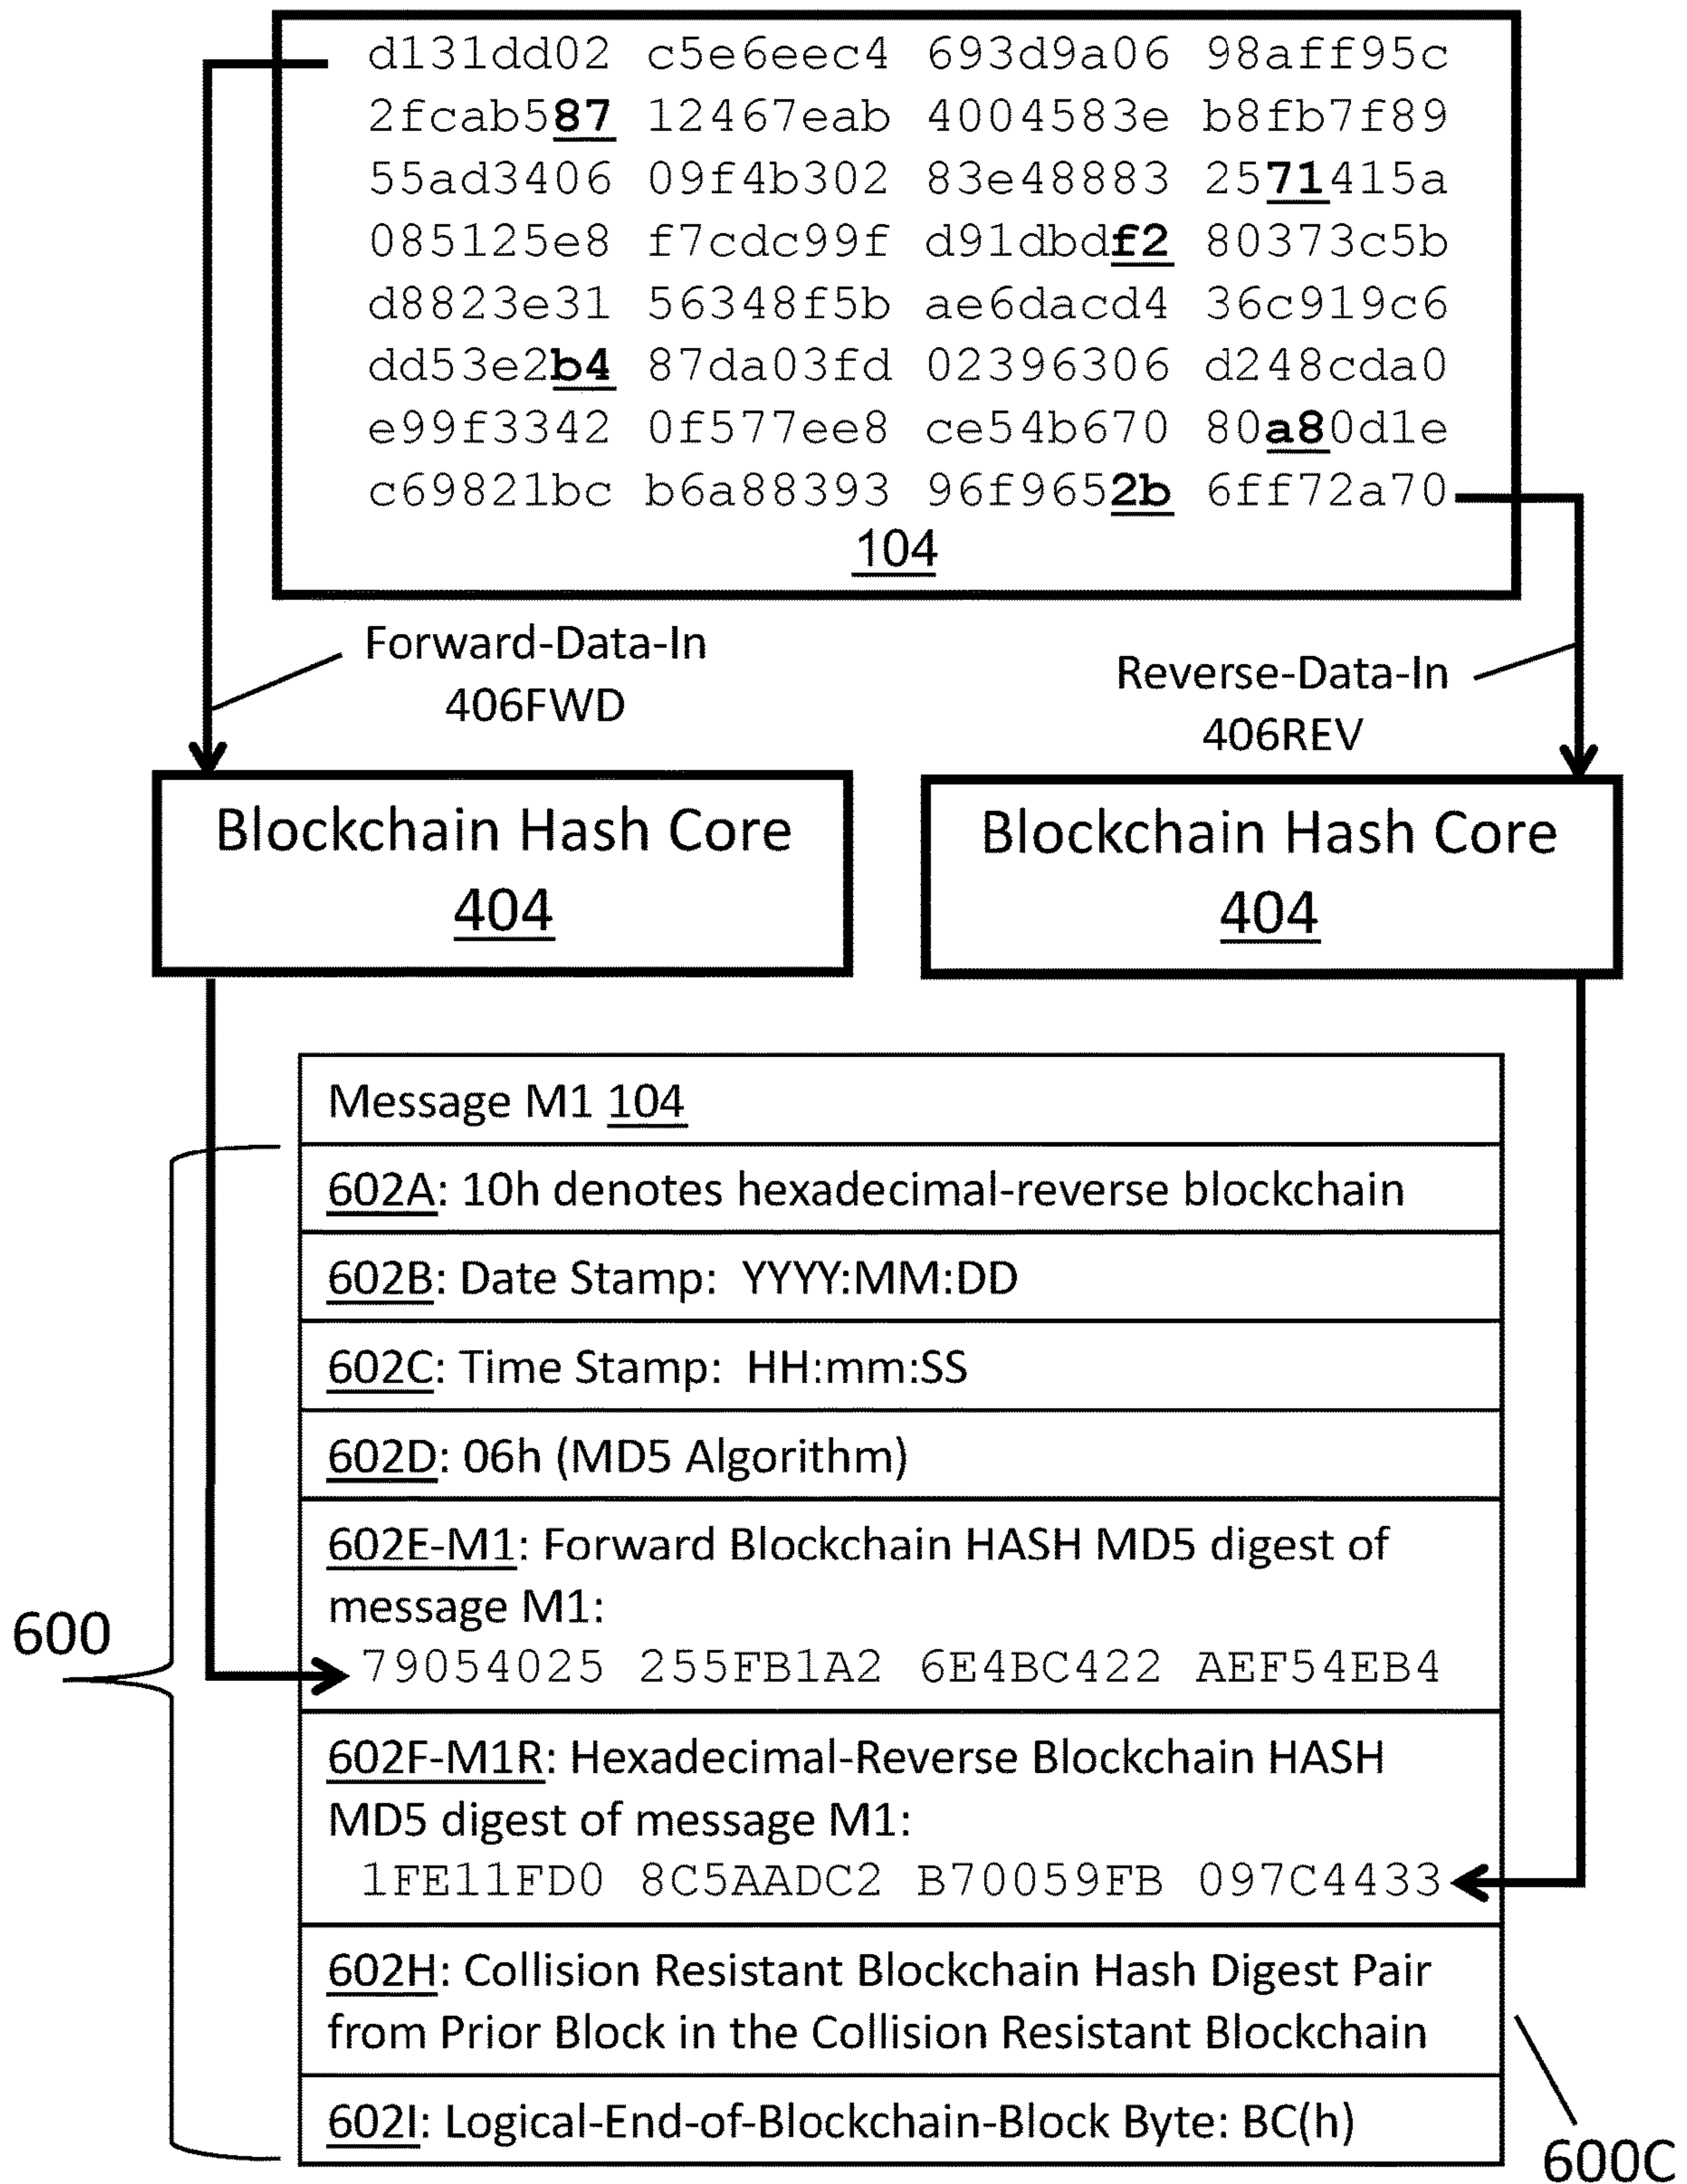 d131dd02 c5e6eec4 693d9a06 98aff95c
2fcab587 12467eab 4004583e b8fb7f89
55ad3406 09f4b302 83e48883 2571415a
085125e8 f7cdc99f d91dbdf2 80373c5b
d8823e31 56348f5b ae6dacd4 36c919c6
dd53e2b4 87da03fd 02396306 d248cda0
e99f3342 0f577ee8 ce54b670 80a80d1e
c69821bc b6a88393 96f9652b 6ff72a70
104
Forward-Data-In
406FWD
Reverse-Data-In
406REV
Blockchain Hash Core
404
Blockchain Hash Core
404
Message M1 104
602A: 10h denotes hexadecimal-reverse blockchain
602B: Date Stamp: YYYY:MM:DD
602C: Time Stamp: HH:mm:SS
602D: 06h (MD5 Algorithm)
602E-M1: Forward Blockchain HASH MD5 digest of
message M1:
79054025 255FB1A2 6E4BC422 AEF54EB4
602F-M1R: Hexadecimal-Reverse Blockchain HASH
MD5 digest of message M1:
1FE11FD0 8C5AADC2 B70059FB 097C4433
602H: Collision Resistant Blockchain Hash Digest Pair
from Prior Block in the Collision Resistant Blockchain
602I: Logical-End-of-Blockchain-Block Byte: BC(h)
600
600C